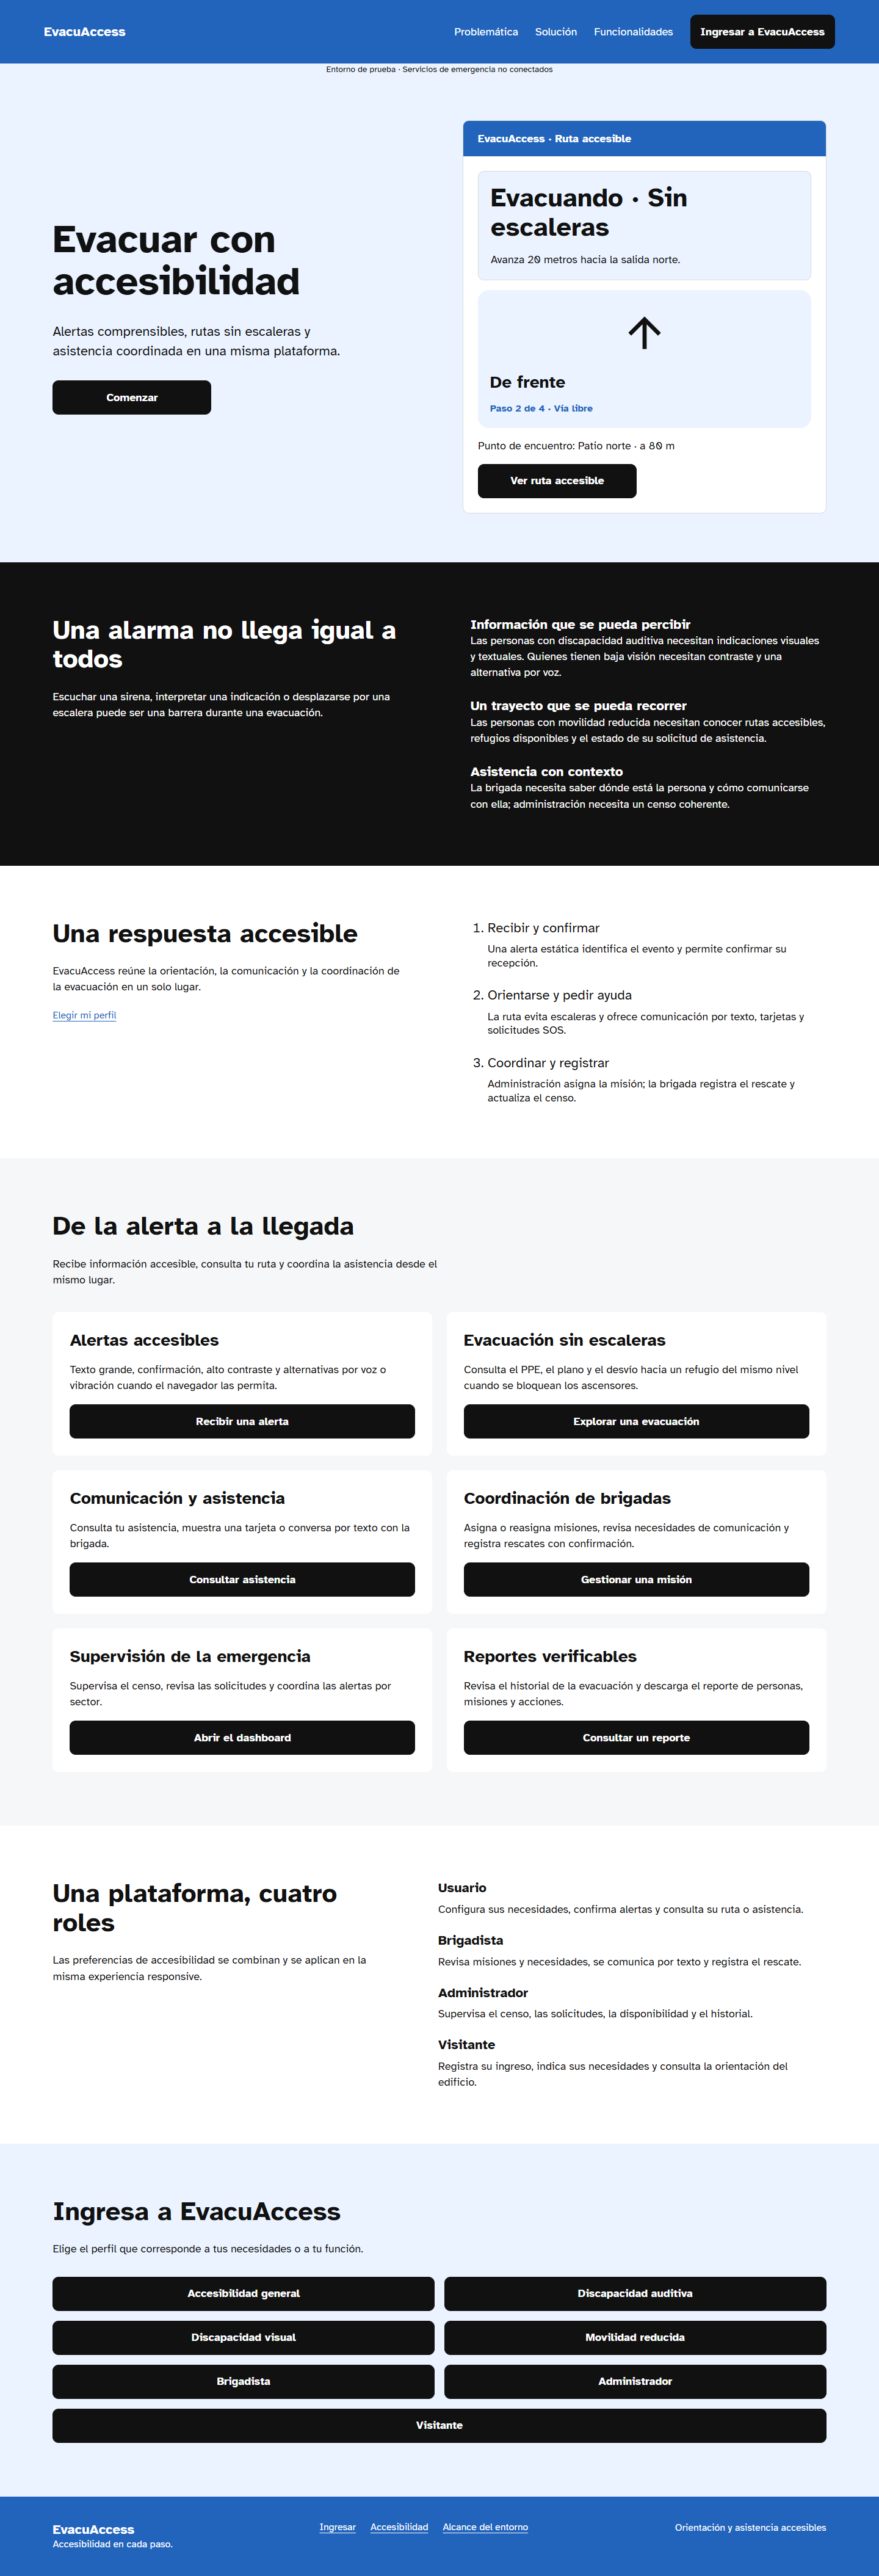 EvacuAccess
Problemática
Solución
Funcionalidades
Ingresar a EvacuAccess
Entorno de prueba · Servicios de emergencia no conectados
Evacuar con
accesibilidad
Alertas comprensibles, rutas sin escaleras y
asistencia coordinada en una misma plataforma.
Comenzar
EvacuAccess · Ruta accesible
Evacuando · Sin
escaleras
Avanza 20 metros hacia la salida norte.
De frente
Paso 2 de 4 · Vía libre
Punto de encuentro: Patio norte · a 80 m
Ver ruta accesible
Una alarma no llega igual a
todos
Escuchar una sirena, interpretar una indicación o desplazarse por una
escalera puede ser una barrera durante una evacuación.
Información que se pueda percibir
Las personas con discapacidad auditiva necesitan indicaciones visuales
y textuales. Quienes tienen baja visión necesitan contraste y una
alternativa por voz.
Un trayecto que se pueda recorrer
Las personas con movilidad reducida necesitan conocer rutas accesibles,
refugios disponibles y el estado de su solicitud de asistencia.
Asistencia con contexto
La brigada necesita saber dónde está la persona y cómo comunicarse
con ella; administración necesita un censo coherente.
Una respuesta accesible
EvacuAccess reúne la orientación, la comunicación y la coordinación de
la evacuación en un solo lugar.
Elegir mi perfil
1. Recibir y confirmar
Una alerta estática identifica el evento y permite confirmar su
recepción.
2. Orientarse y pedir ayuda
La ruta evita escaleras y ofrece comunicación por texto, tarjetas y
solicitudes SOS.
3. Coordinar y registrar
Administración asigna la misión; la brigada registra el rescate y
actualiza el censo.
De la alerta a la llegada
Recibe información accesible, consulta tu ruta y coordina la asistencia desde el
mismo lugar.
Alertas accesibles
Texto grande, confirmación, alto contraste y alternativas por voz o
vibración cuando el navegador las permita.
Recibir una alerta
Evacuación sin escaleras
Consulta el PPE, el plano y el desvío hacia un refugio del mismo nivel
cuando se bloquean los ascensores.
Explorar una evacuación
Comunicación y asistencia
Consulta tu asistencia, muestra una tarjeta o conversa por texto con la
brigada.
Consultar asistencia
Coordinación de brigadas
Asigna o reasigna misiones, revisa necesidades de comunicación y
registra rescates con confirmación.
Gestionar una misión
Supervisión de la emergencia
Supervisa el censo, revisa las solicitudes y coordina las alertas por
sector.
Abrir el dashboard
Reportes verificables
Revisa el historial de la evacuación y descarga el reporte de personas,
misiones y acciones.
Consultar un reporte
Una plataforma, cuatro
roles
Las preferencias de accesibilidad se combinan y se aplican en la
misma experiencia responsive.
Usuario
Configura sus necesidades, confirma alertas y consulta su ruta o asistencia.
Brigadista
Revisa misiones y necesidades, se comunica por texto y registra el rescate.
Administrador
Supervisa el censo, las solicitudes, la disponibilidad y el historial.
Visitante
Registra su ingreso, indica sus necesidades y consulta la orientación del
edificio.
Ingresa a EvacuAccess
Elige el perfil que corresponde a tus necesidades o a tu función.
Accesibilidad general
Discapacidad auditiva
Discapacidad visual
Movilidad reducida
Brigadista
Administrador
Visitante
EvacuAccess
Accesibilidad en cada paso.
Ingresar
Accesibilidad
Alcance del entorno
Orientación y asistencia accesibles